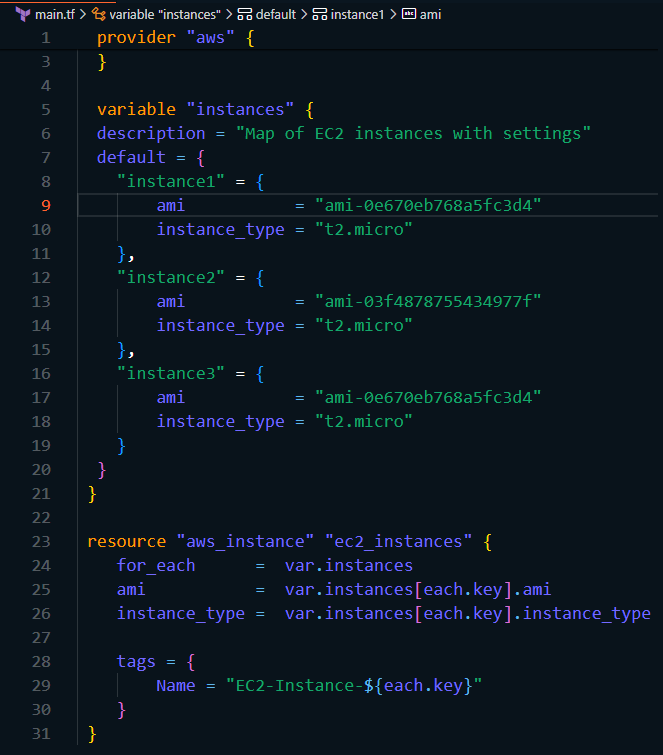 main.tf > variable "instances" > default > instance1 > ami
1 provider "aws" {
3 }
4
5 variable "instances" {
6 description = "Map of EC2 instances with settings"
7 default = {
8 "instance1" = {
9 ami = "ami-0e670eb768a5fc3d4"
10 instance_type = "t2.micro"
11 },
12 "instance2" = {
13 ami = "ami-03f4878755434977f"
14 instance_type = "t2.micro"
15 },
16 "instance3" = {
17 ami = "ami-0e670eb768a5fc3d4"
18 instance_type = "t2.micro"
19 }
20 }
21 }
22
23 resource "aws_instance" "ec2_instances" {
24 for_each = var.instances
25 ami = var.instances[each.key].ami
26 instance_type = var.instances[each.key].instance_type
27
28 tags = {
29 Name = "EC2-Instance-${each.key}"
30 }
31 }